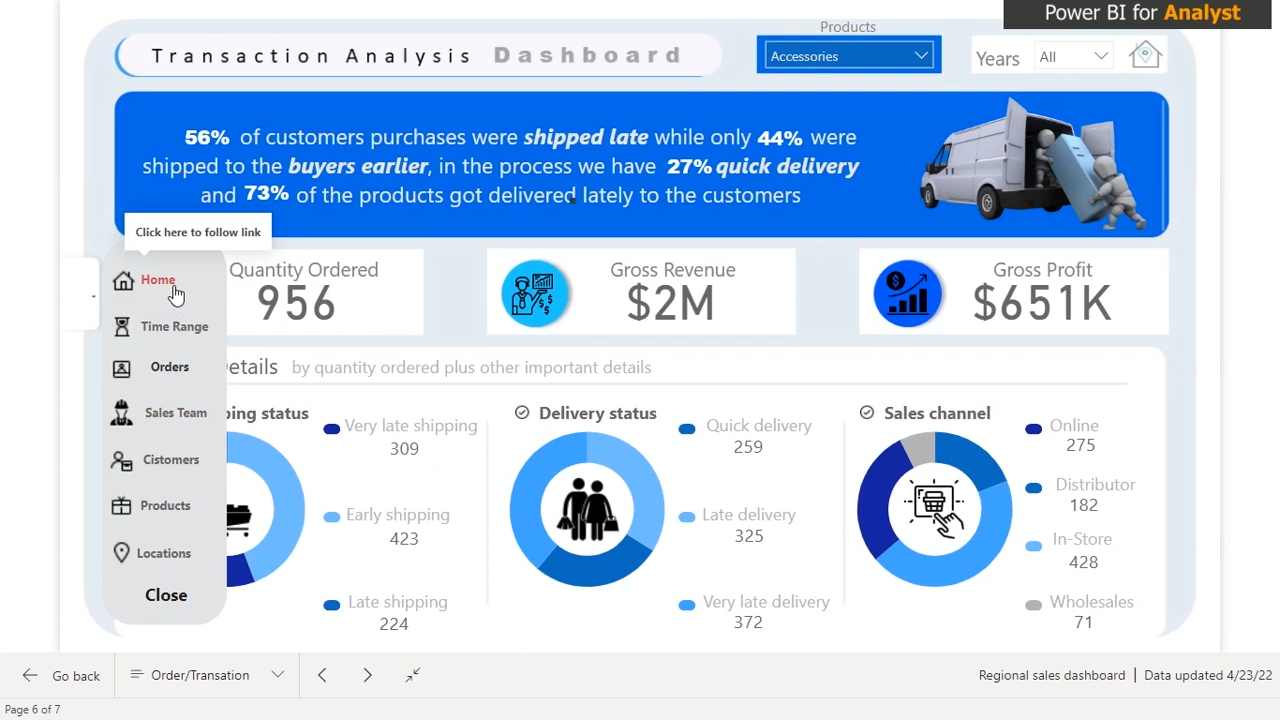 Power BI for Analyst
Products
Transaction Analysis Dashboard
Accessories
Years
All
56% of customers purchases were shipped late while only 44% were
shipped to the buyers earlier, in the process we have 27% quick delivery
and 73% of the products got delivered lately to the customers
Click here to follow link
Home
Time Range
Orders
Sales Team
Cistomers
Products
Locations
Close
Quantity Ordered
956
Gross Revenue
$2M
Gross Profit
$651K
Details by quantity ordered plus other important details
ping status
Very late shipping
309
Early shipping
423
Late shipping
224
Delivery status
Quick delivery
259
Late delivery
325
Very late delivery
372
Sales channel
Online
275
Distributor
182
In-Store
428
Wholesales
71
Go back
Order/Transation
Regional sales dashboard | Data updated 4/23/22
Page 6 of 7